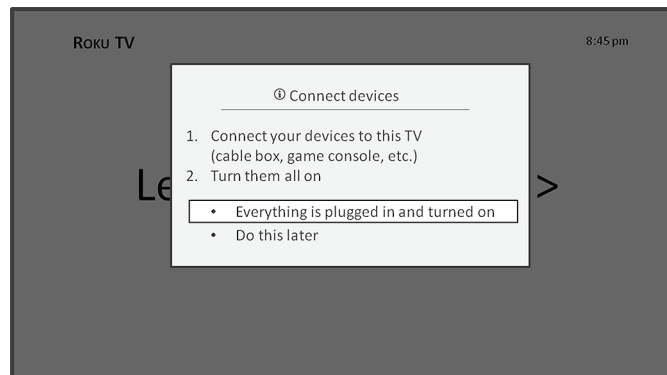 ROKU TV
8:45 pm
ⓘ Connect devices
1. Connect your devices to this TV
(cable box, game console, etc.)
2. Turn them all on
Le >
• Everything is plugged in and turned on
• Do this later